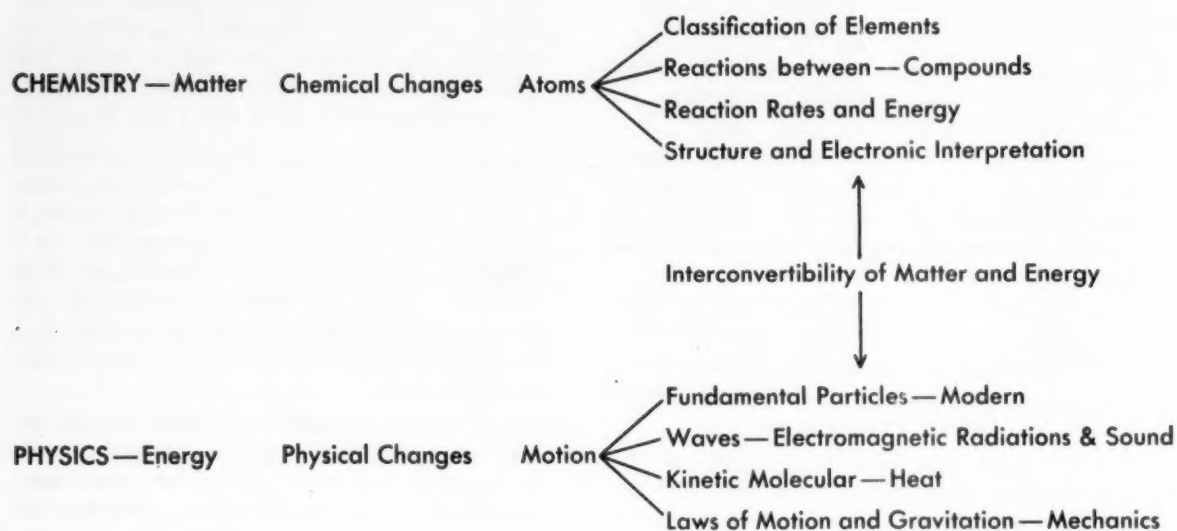 Classification of Elements
CHEMISTRY — Matter Chemical Changes Atoms
Reactions between — Compounds
Reaction Rates and Energy
Structure and Electronic Interpretation
Interconvertibility of Matter and Energy
Fundamental Particles — Modern
PHYSICS — Energy Physical Changes Motion
Waves — Electromagnetic Radiations & Sound
Kinetic Molecular — Heat
Laws of Motion and Gravitation — Mechanics